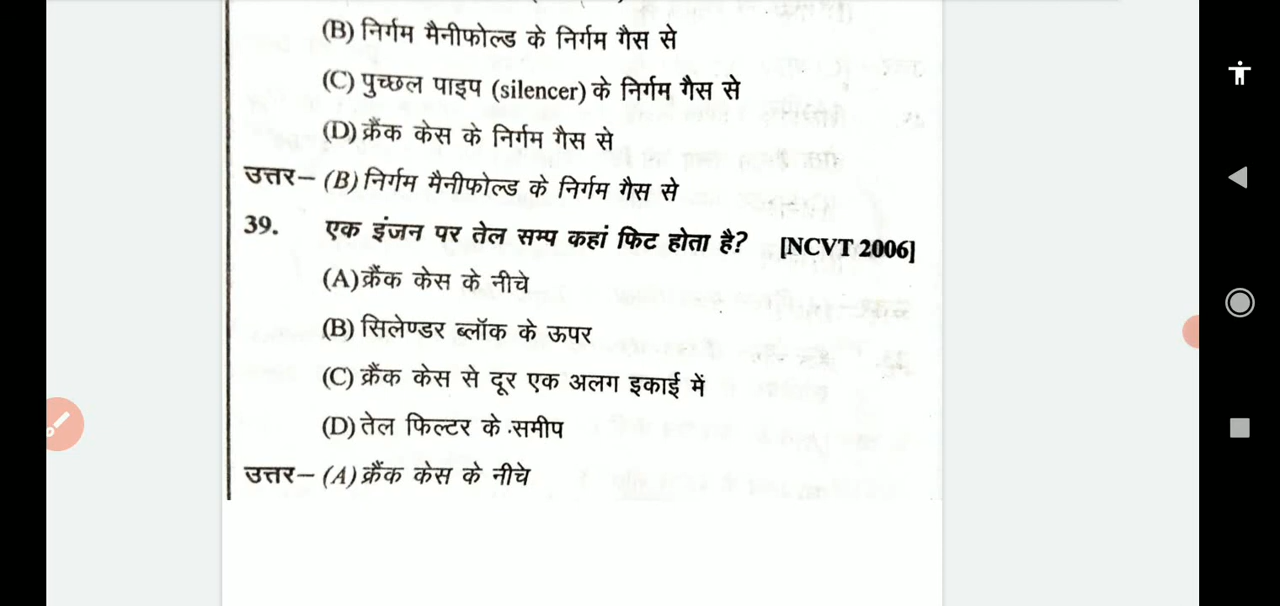 (B) निर्गम मैनीफोल्ड के निर्गम गैस से
(C) पुच्छल पाइप (silencer) के निर्गम गैस से
(D) क्रैंक केस के निर्गम गैस से
उत्तर– (B) निर्गम मैनीफोल्ड के निर्गम गैस से
39. एक इंजन पर तेल सम्प कहां फिट होता है? [NCVT 2006]
(A) क्रैंक केस के नीचे
(B) सिलेण्डर ब्लॉक के ऊपर
(C) क्रैंक केस से दूर एक अलग इकाई में
(D) तेल फिल्टर के समीप
उत्तर– (A) क्रैंक केस के नीचे